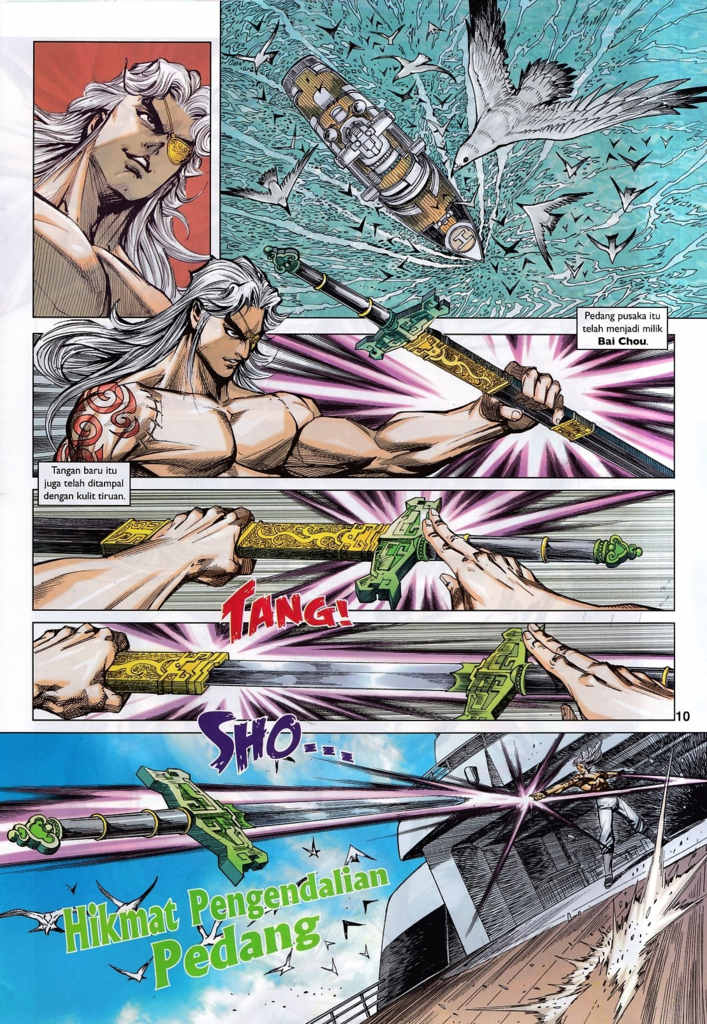 Pedang pusaka itu
telah menjadi milik
Bai Chou.
Tangan baru itu
juga telah ditampal
dengan kulit tiruan.
TANG!
10
SHO...
Hikmat Pengendalian
Pedang